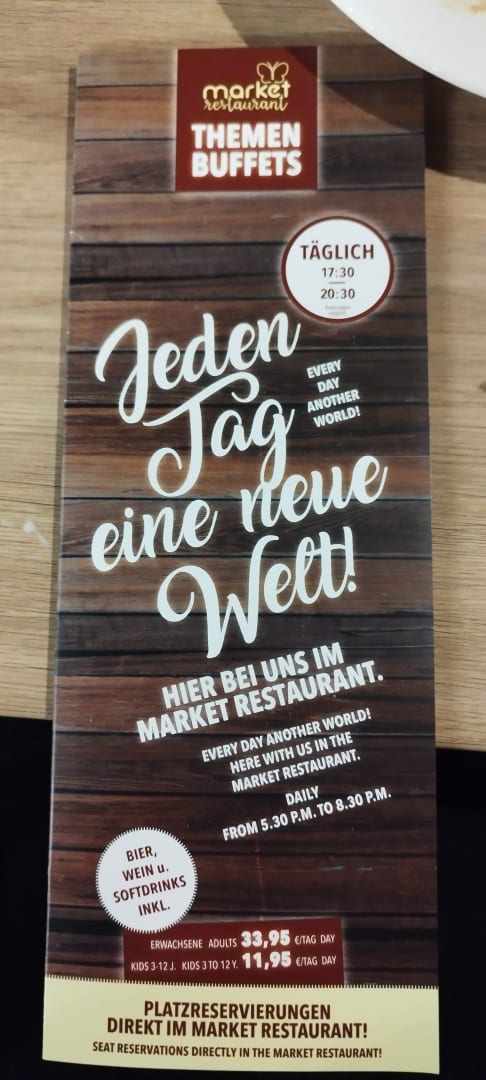 market
restaurant
THEMEN
BUFFETS
TÄGLICH
17:30
20:30
Jeden
Tag
eine neue
Welt!
EVERY
DAY
ANOTHER
WORLD!
HIER BEI UNS IM
MARKET RESTAURANT.
EVERY DAY ANOTHER WORLD!
HERE WITH US IN THE
MARKET RESTAURANT.
DAILY
FROM 5.30 P.M. TO 8.30 P.M.
BIER,
WEIN u.
SOFTDRINKS
INKL.
ERWACHSENE ADULTS 33,95 €/TAG DAY
KIDS 3-12 J. KIDS 3 TO 12 Y. 11,95 €/TAG DAY
PLATZRESERVIERUNGEN
DIREKT IM MARKET RESTAURANT!
SEAT RESERVATIONS DIRECTLY IN THE MARKET RESTAURANT!